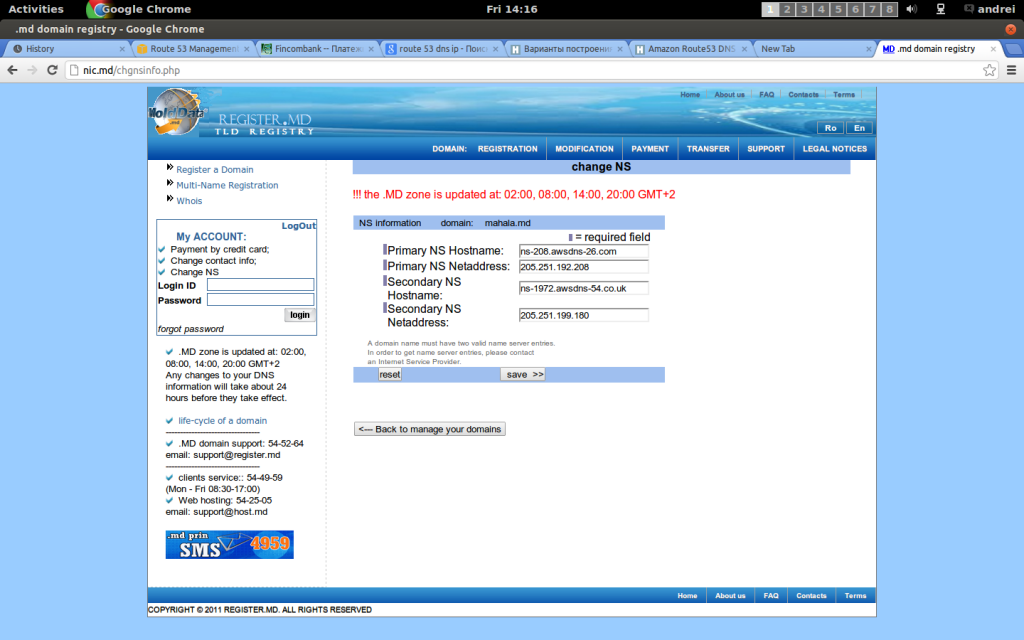 Activities
Google Chrome
Fri 14:16
1 2 3 4 5 6 7 8
andrei
.md domain registry - Google Chrome
History
Route 53 Management
Fincombank -- Платеж
route 53 dns ip - Поис
Варианты построени
Amazon Route53 DNS
New Tab
MD .md domain registry
nic.md/chgnsinfo.php
Home About us FAQ Contacts Terms
MoldData
REGISTER.MD
TLD REGISTRY
Ro En
DOMAIN: REGISTRATION MODIFICATION PAYMENT TRANSFER SUPPORT LEGAL NOTICES
Register a Domain
Multi-Name Registration
Whois
LogOut
My ACCOUNT:
Payment by credit card;
Change contact info;
Change NS
Login ID
Password
login
forgot password
.MD zone is updated at: 02:00,
08:00, 14:00, 20:00 GMT+2
Any changes to your DNS
information will take about 24
hours before they take effect.
life-cycle of a domain
--------------------------------
.MD domain support: 54-52-64
email: support@register.md
--------------------------------
clients service:: 54-49-59
(Mon - Fri 08:30-17:00)
Web hosting: 54-25-05
email: support@host.md
.md prin
SMS 4959
change NS
!!! the .MD zone is updated at: 02:00, 08:00, 14:00, 20:00 GMT+2
NS information domain: mahala.md
= required field
Primary NS Hostname: ns-208.awsdns-26.com
Primary NS Netaddress: 205.251.192.208
Secondary NS
Hostname: ns-1972.awsdns-54.co.uk
Secondary NS
Netaddress: 205.251.199.180
A domain name must have two valid name server entries.
In order to get name server entries, please contact
an Internet Service Provider.
reset save >>
<--- Back to manage your domains
Home About us FAQ Contacts Terms
COPYRIGHT © 2011 REGISTER.MD. ALL RIGHTS RESERVED